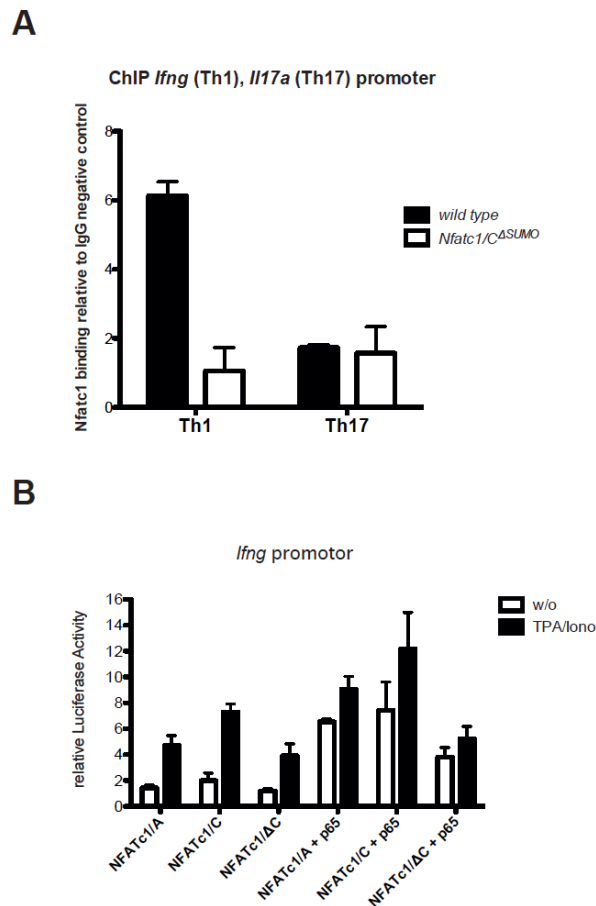 A
ChIP Ifng (Th1), Il17a (Th17) promoter
Nfatc1 binding relative to IgG negative control
8
6
4
2
0
Th1
Th17
wild type
Nfatc1/CΔSUMO
B
Ifng promotor
relative Luciferase Activity
16
14
12
10
8
6
4
2
0
NFATc1/A
NFATc1/C
NFATc1/ΔC
NFATc1/A + p65
NFATc1/C + p65
NFATc1/ΔC + p65
w/o
TPA/Iono